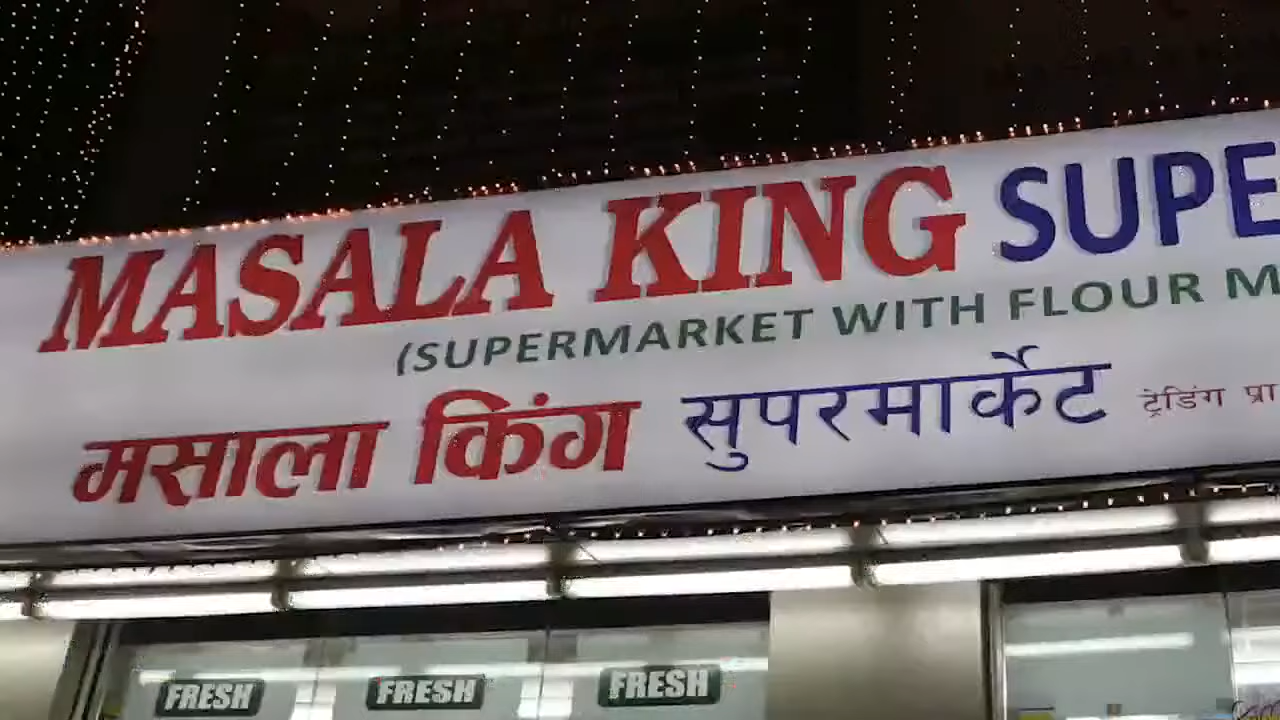 MASALA KING SUPE
(SUPERMARKET WITH FLOUR M
मसाला किंग सुपरमार्केट ट्रेडिंग प्रा
FRESH FRESH FRESH